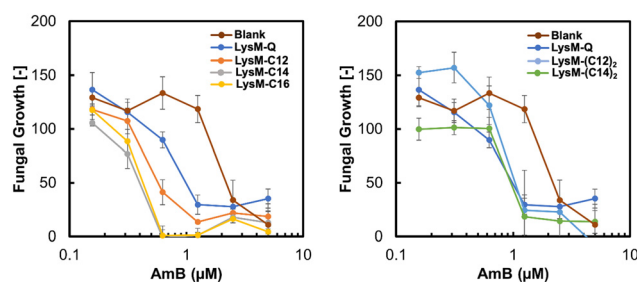 Fungal Growth [-]
200
150
100
50
0
0.1
1
10
AmB (μM)
Blank
LysM-Q
LysM-C12
LysM-C14
LysM-C16
Fungal Growth [-]
200
150
100
50
0
0.1
1
10
AmB (μM)
Blank
LysM-Q
LysM-(C12)₂
LysM-(C14)₂